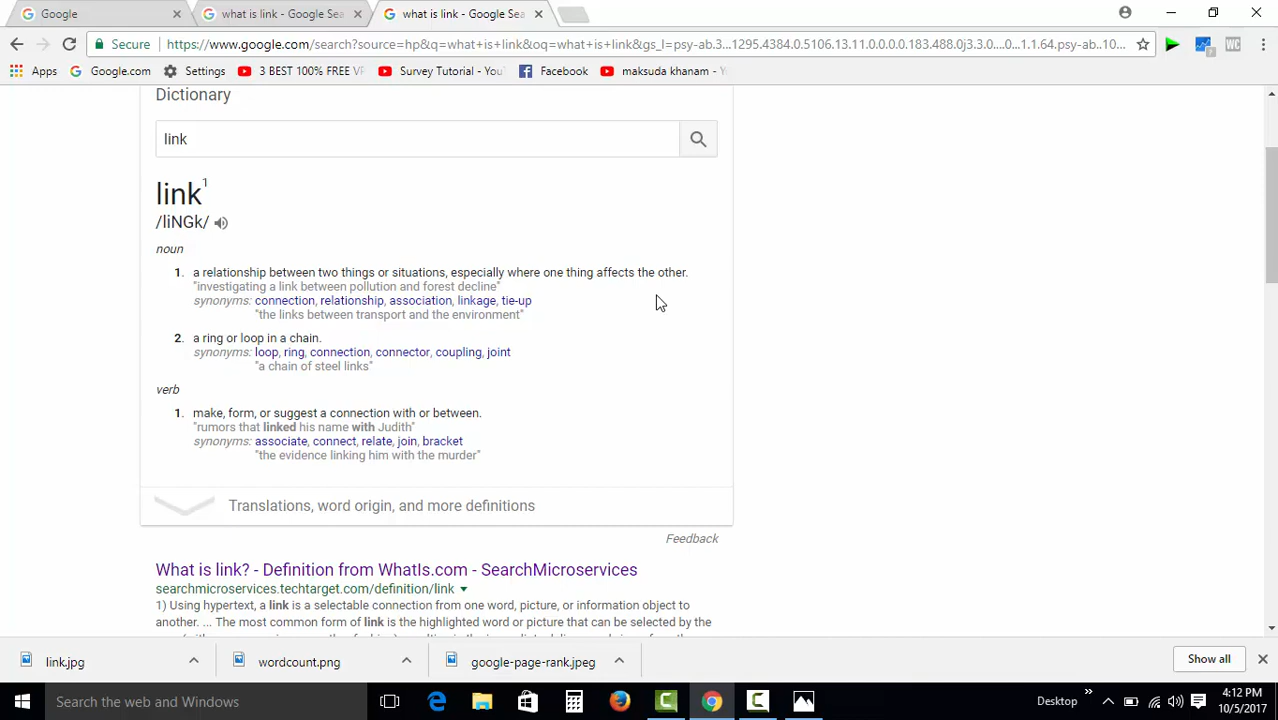 Google
what is link - Google Sea
what is link - Google Sea
Secure
https://www.google.com/search?source=hp&q=what+is+link&oq=what+is+link&gs_l=psy-ab.3...1295.4384.0.5106.13.11.0.0.0.0.183.488.0j3.3.0....0...1.1.64.psy-ab..10...
WC
7
Apps
Google.com
Settings
3 BEST 100% FREE VP
Survey Tutorial - You
Facebook
maksuda khanam - Y
Dictionary
link
link1
/liNGk/
noun
1. a relationship between two things or situations, especially where one thing affects the other.
"investigating a link between pollution and forest decline"
synonyms: connection, relationship, association, linkage, tie-up
"the links between transport and the environment"
2. a ring or loop in a chain.
synonyms: loop, ring, connection, connector, coupling, joint
"a chain of steel links"
verb
1. make, form, or suggest a connection with or between.
"rumors that linked his name with Judith"
synonyms: associate, connect, relate, join, bracket
"the evidence linking him with the murder"
Translations, word origin, and more definitions
Feedback
What is link? - Definition from WhatIs.com - SearchMicroservices
searchmicroservices.techtarget.com/definition/link
1) Using hypertext, a link is a selectable connection from one word, picture, or information object to
another. ... The most common form of link is the highlighted word or picture that can be selected by the
link.jpg
wordcount.png
google-page-rank.jpeg
Show all
Search the web and Windows
Desktop
4:12 PM
10/5/2017